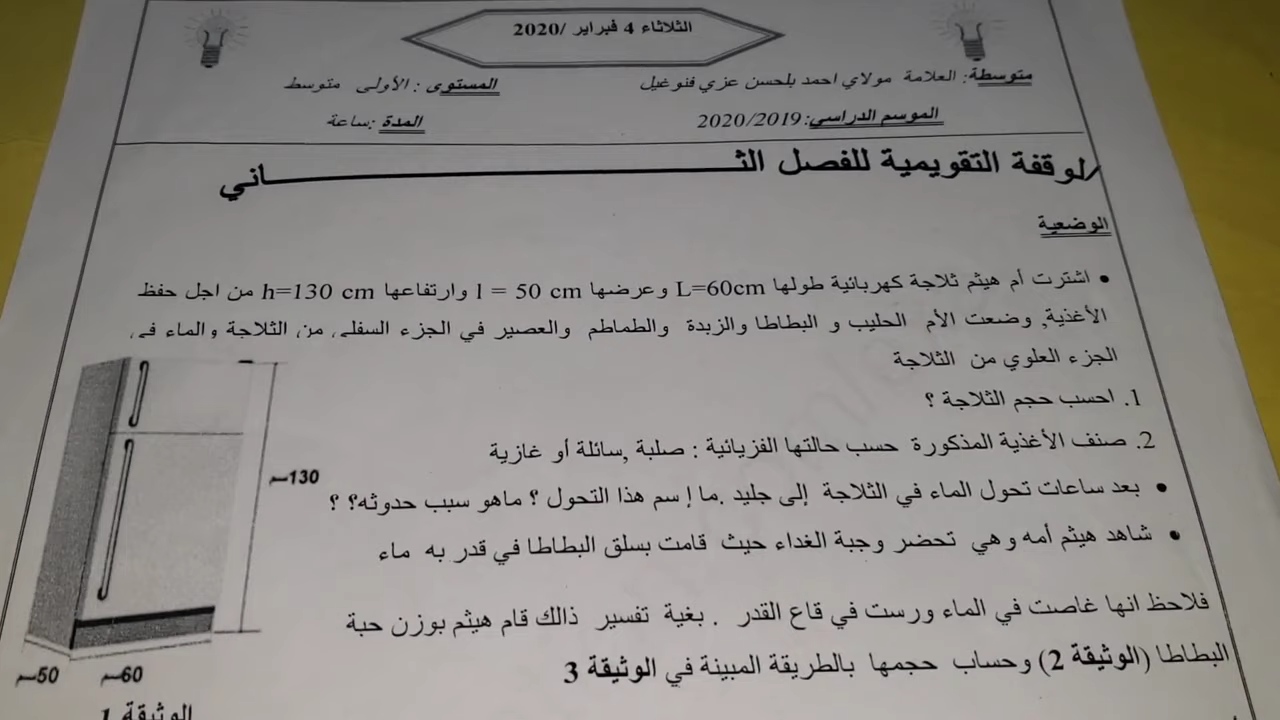 الثلاثاء 4 فبراير /2020
متوسطة: العلامة مولاي احمد بلحسن عزي فنوغيل
المستوى : الأولى متوسط
الموسم الدراسي: 2020/2019
المدة :ساعة
الوقفة التقويمية للفصل الثـــــــــــــــــاني
الوضعية
• اشترت أم هيثم ثلاجة كهربائية طولها L=60cm وعرضها l = 50 cm وارتفاعها h=130 cm من اجل حفظ
الأغذية, وضعت الأم الحليب و البطاطا والزبدة والطماطم والعصير في الجزء السفلي من الثلاجة والماء في
الجزء العلوي من الثلاجة
1. احسب حجم الثلاجة ؟
2. صنف الأغذية المذكورة حسب حالتها الفزيائية : صلبة ,سائلة أو غازية
• بعد ساعات تحول الماء في الثلاجة إلى جليد .ما إسم هذا التحول ؟ ماهو سبب حدوثه؟ ؟
• شاهد هيثم أمه وهي تحضر وجبة الغداء حيث قامت بسلق البطاطا في قدر به ماء
فلاحظ انها غاصت في الماء ورست في قاع القدر . بغية تفسير ذالك قام هيثم بوزن حبة
البطاطا (الوثيقة 2) وحساب حجمها بالطريقة المبينة في الوثيقة 3
130سم
60سم
50سم
الوثيقة 1